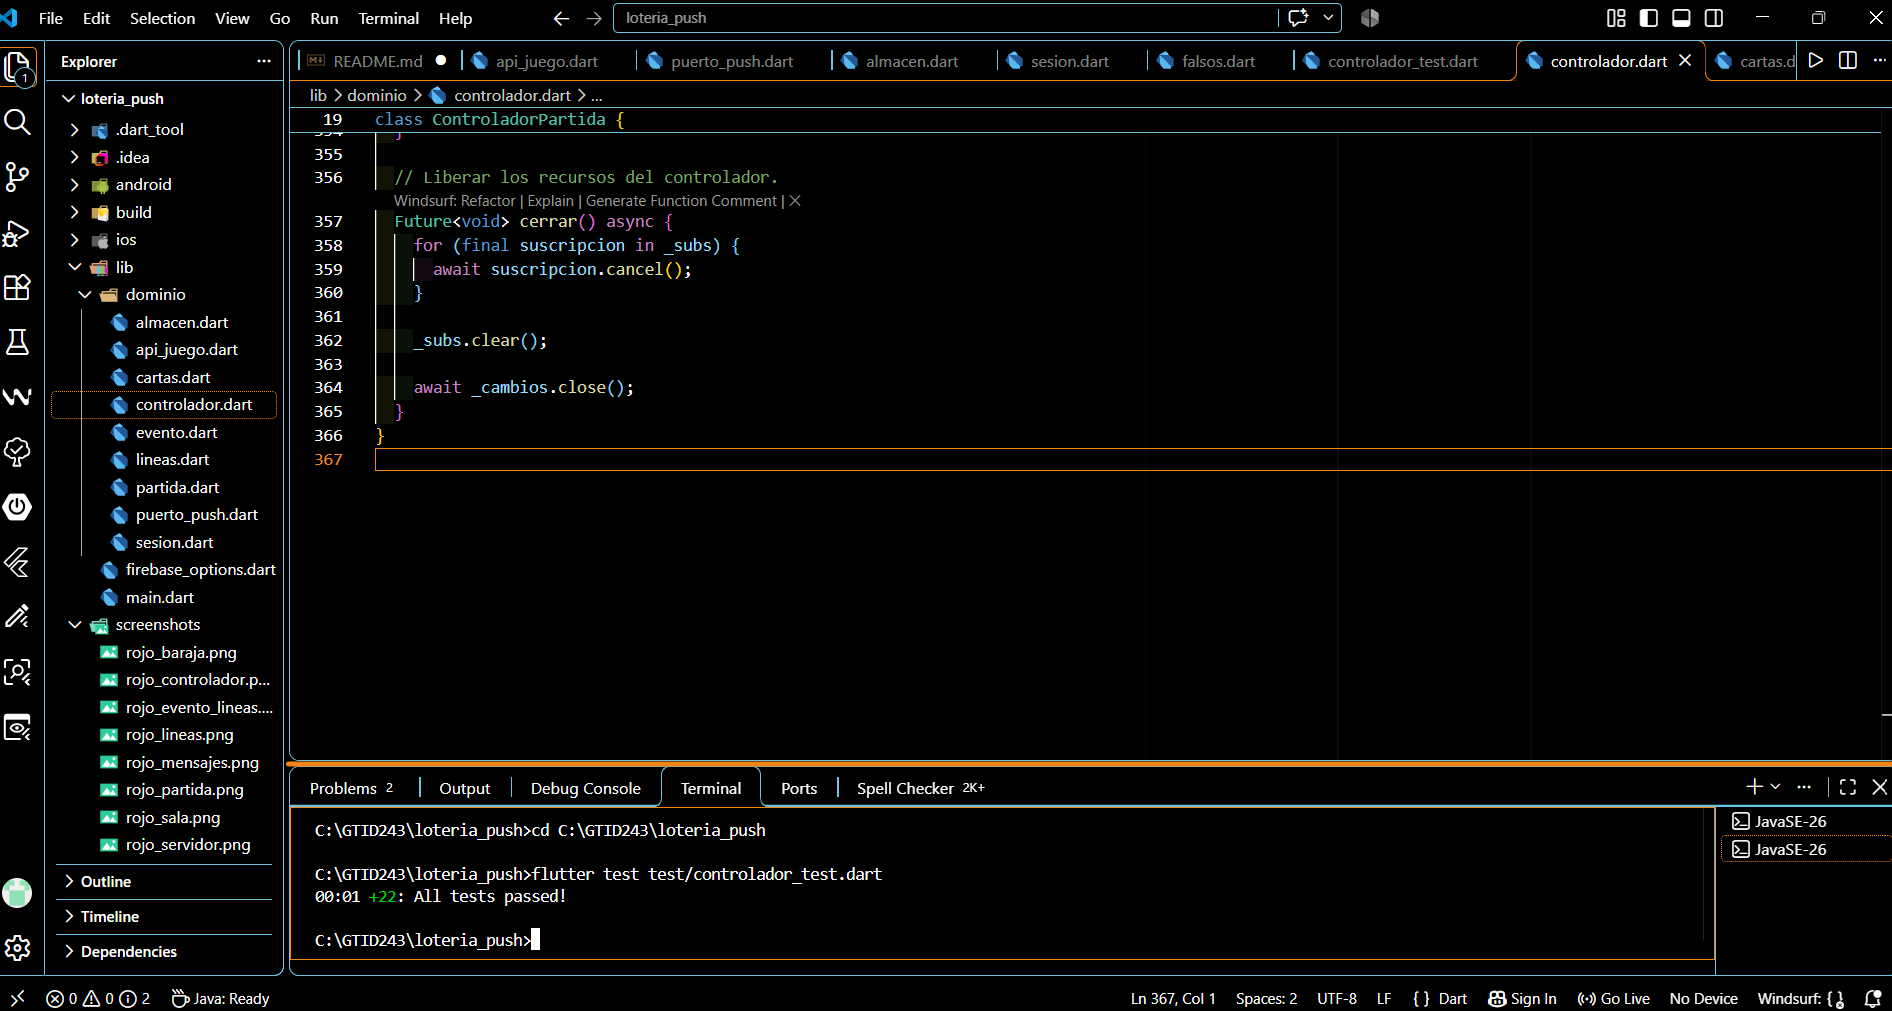 File Edit Selection View Go Run Terminal Help
loteria_push
Explorer
loteria_push
.dart_tool
.idea
android
build
ios
lib
dominio
almacen.dart
api_juego.dart
cartas.dart
controlador.dart
evento.dart
lineas.dart
partida.dart
puerto_push.dart
sesion.dart
firebase_options.dart
main.dart
screenshots
rojo_baraja.png
rojo_controlador.p...
rojo_evento_lineas....
rojo_lineas.png
rojo_mensajes.png
rojo_partida.png
rojo_sala.png
rojo_servidor.png
Outline
Timeline
Dependencies
1
README.md api_juego.dart puerto_push.dart almacen.dart sesion.dart falsos.dart controlador_test.dart controlador.dart cartas.d
lib > dominio > controlador.dart > ...
19 class ControladorPartida {
354 }
355
356 // Liberar los recursos del controlador.
Windsurf: Refactor | Explain | Generate Function Comment | X
357 Future<void> cerrar() async {
358 for (final suscripcion in _subs) {
359 await suscripcion.cancel();
360 }
361
362 _subs.clear();
363
364 await _cambios.close();
365 }
366 }
367
Problems 2 Output Debug Console Terminal Ports Spell Checker 2K+
C:\GTID243\loteria_push>cd C:\GTID243\loteria_push
C:\GTID243\loteria_push>flutter test test/controlador_test.dart
00:01 +22: All tests passed!
C:\GTID243\loteria_push>
JavaSE-26
JavaSE-26
0 0 2 Java: Ready
Ln 367, Col 1 Spaces: 2 UTF-8 LF { } Dart Sign In Go Live No Device Windsurf: { }